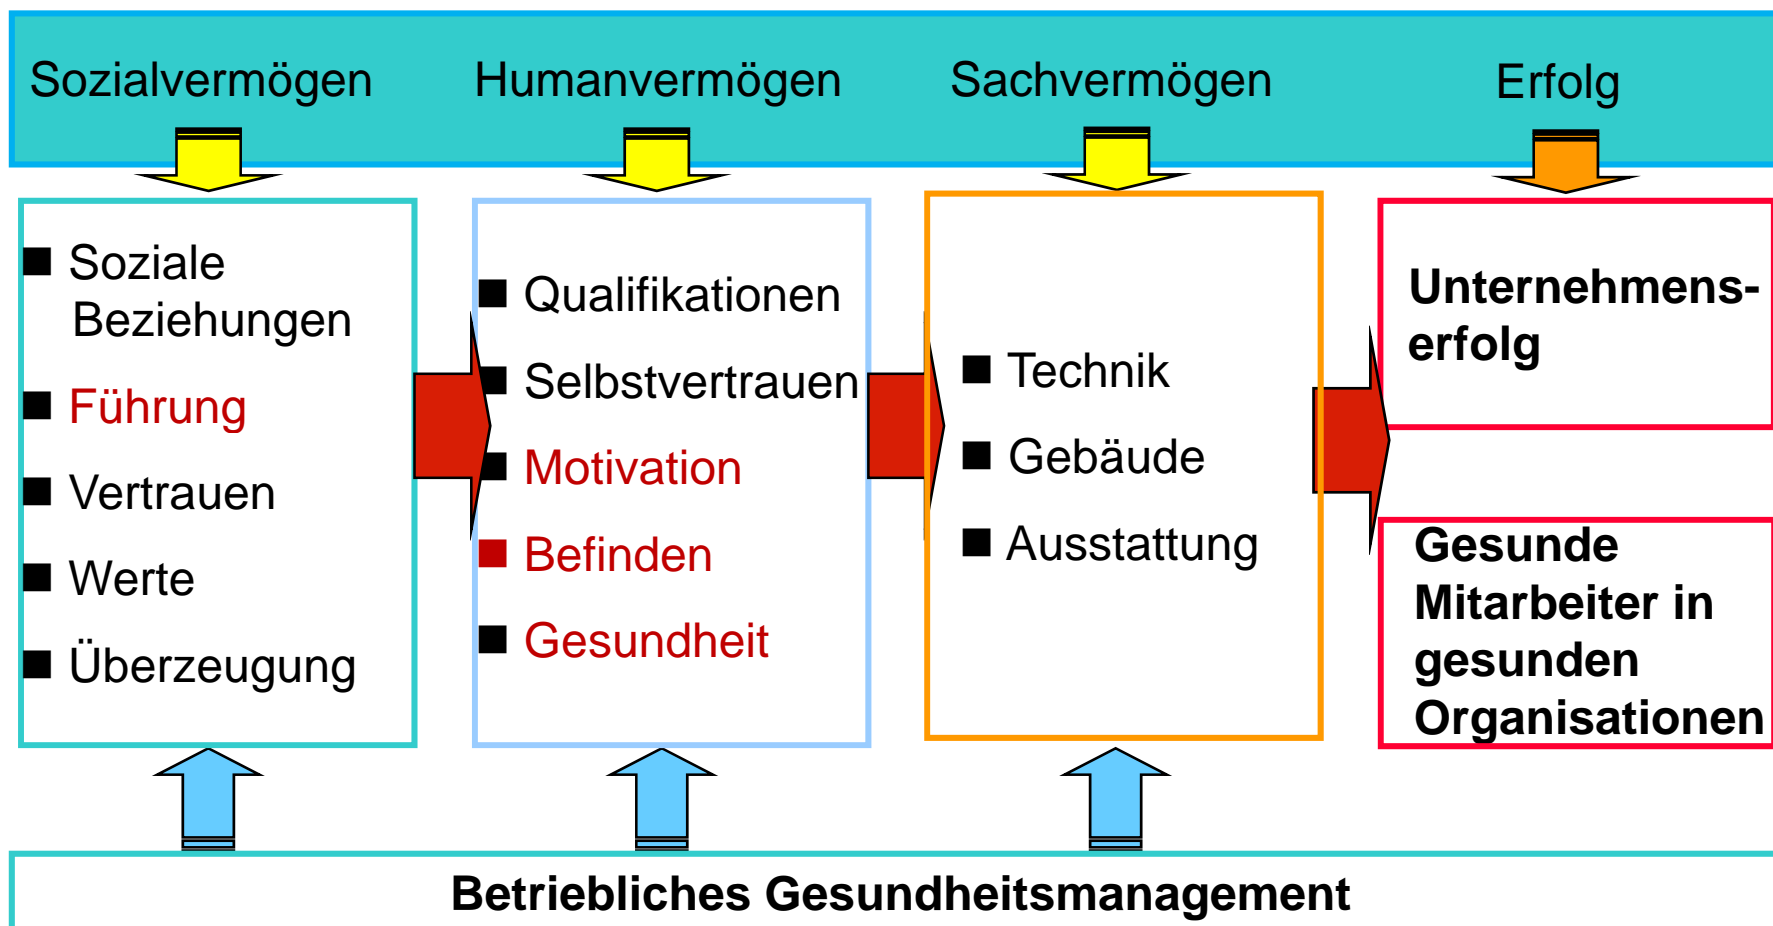 Sozialvermögen
Humanvermögen
Sachvermögen
Erfolg
Soziale
Beziehungen
Führung
Vertrauen
Werte
Überzeugung
Qualifikationen
Selbstvertrauen
Motivation
Befinden
Gesundheit
Technik
Gebäude
Ausstattung
Unternehmens-
erfolg
Gesunde
Mitarbeiter in
gesunden
Organisationen
Betriebliches Gesundheitsmanagement